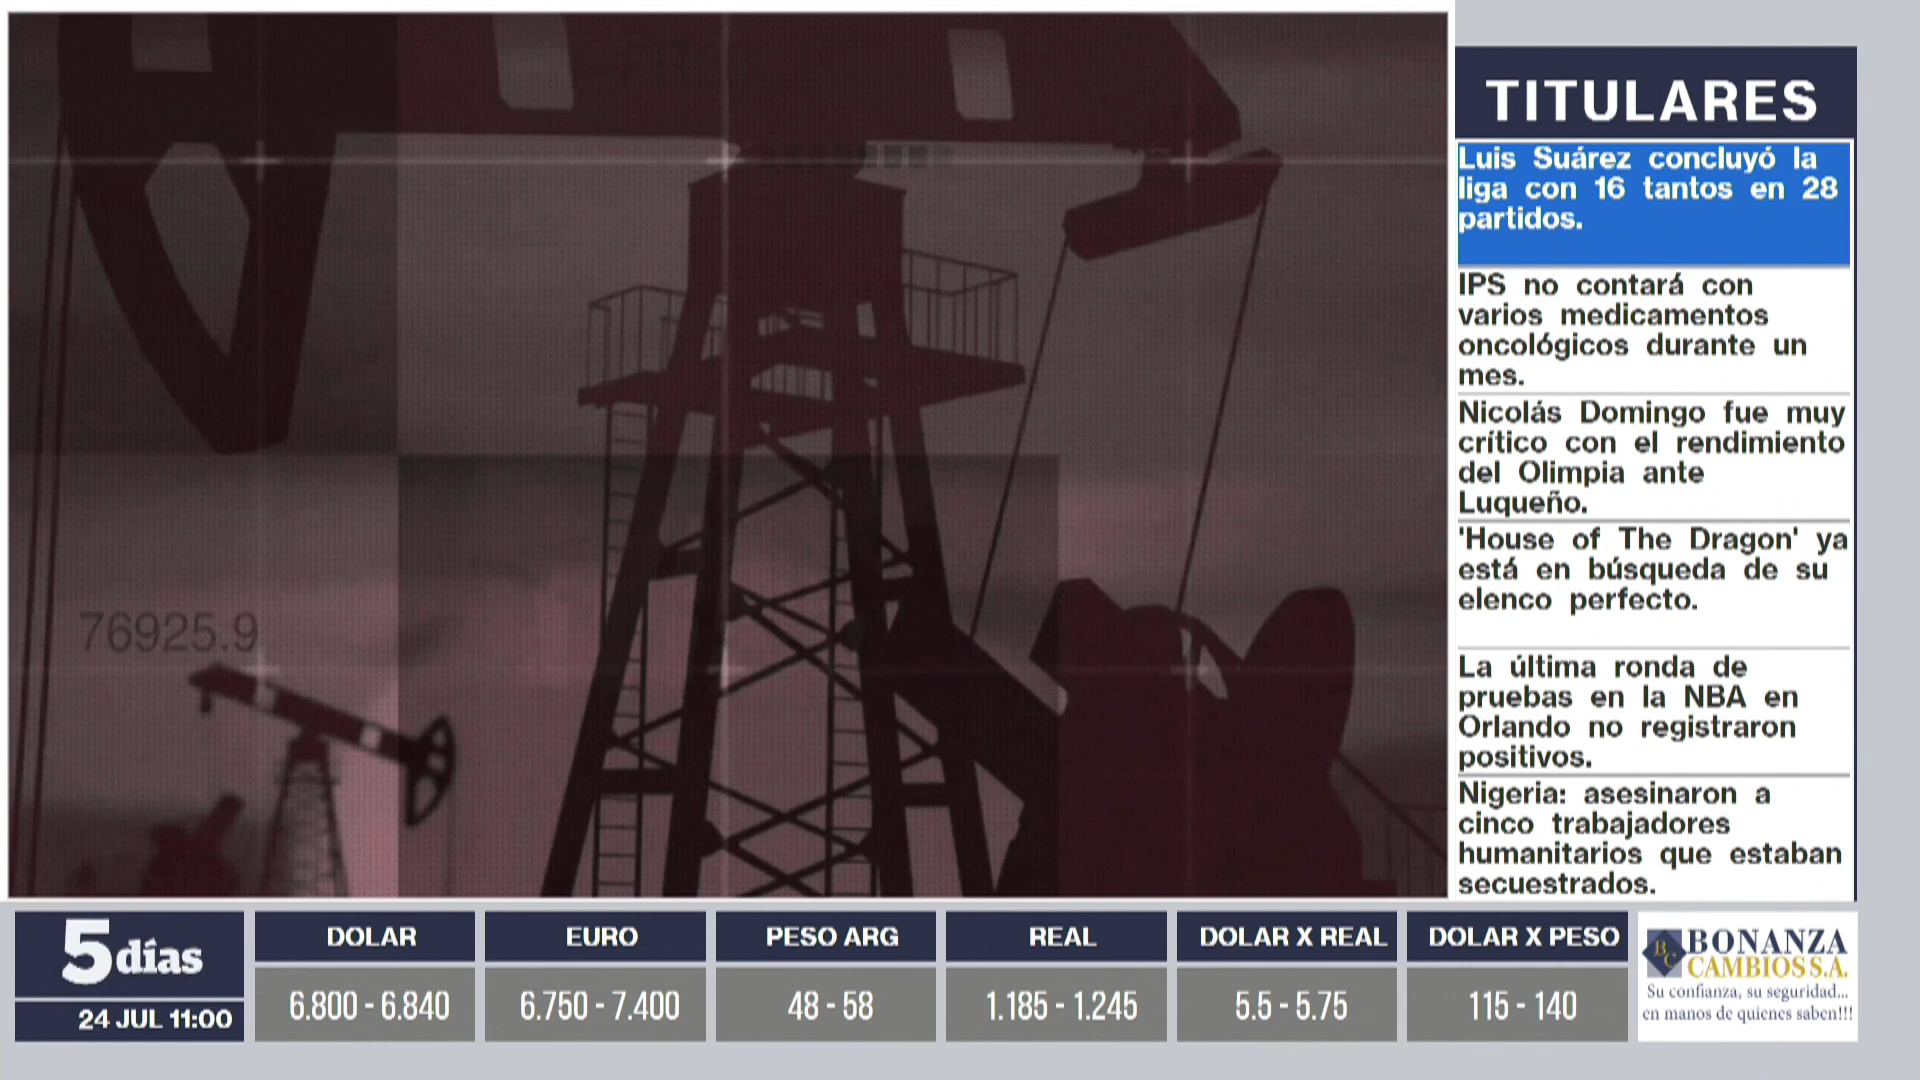 TITULARES
Luis Suárez concluyó la
liga con 16 tantos en 28
partidos.
IPS no contará con
varios medicamentos
oncológicos durante un
mes.
Nicolás Domingo fue muy
crítico con el rendimiento
del Olimpia ante
Luqueño.
'House of The Dragon' ya
está en búsqueda de su
elenco perfecto.
La última ronda de
pruebas en la NBA en
Orlando no registraron
positivos.
Nigeria: asesinaron a
cinco trabajadores
humanitarios que estaban
secuestrados.
76925.9
5días
24 JUL 11:00
DOLAR
6.800 - 6.840
EURO
6.750 - 7.400
PESO ARG
48 - 58
REAL
1.185 - 1.245
DOLAR X REAL
5.5 - 5.75
DOLAR X PESO
115 - 140
BC
BONANZA
CAMBIOS S.A.
Su confianza, su seguridad...
en manos de quienes saben!!!